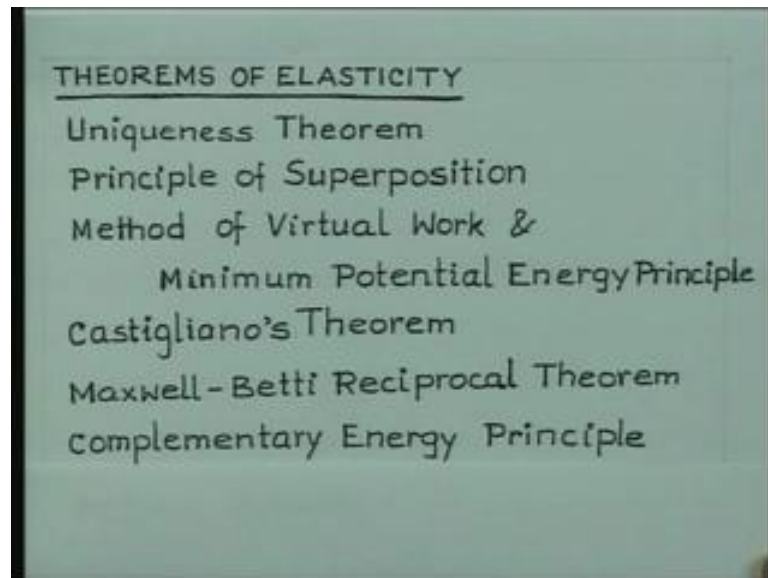 THEOREMS OF ELASTICITY
Uniqueness Theorem
Principle of Superposition
Method of Virtual Work &
Minimum Potential Energy Principle
Castigliano's Theorem
Maxwell-Betti Reciprocal Theorem
Complementary Energy Principle